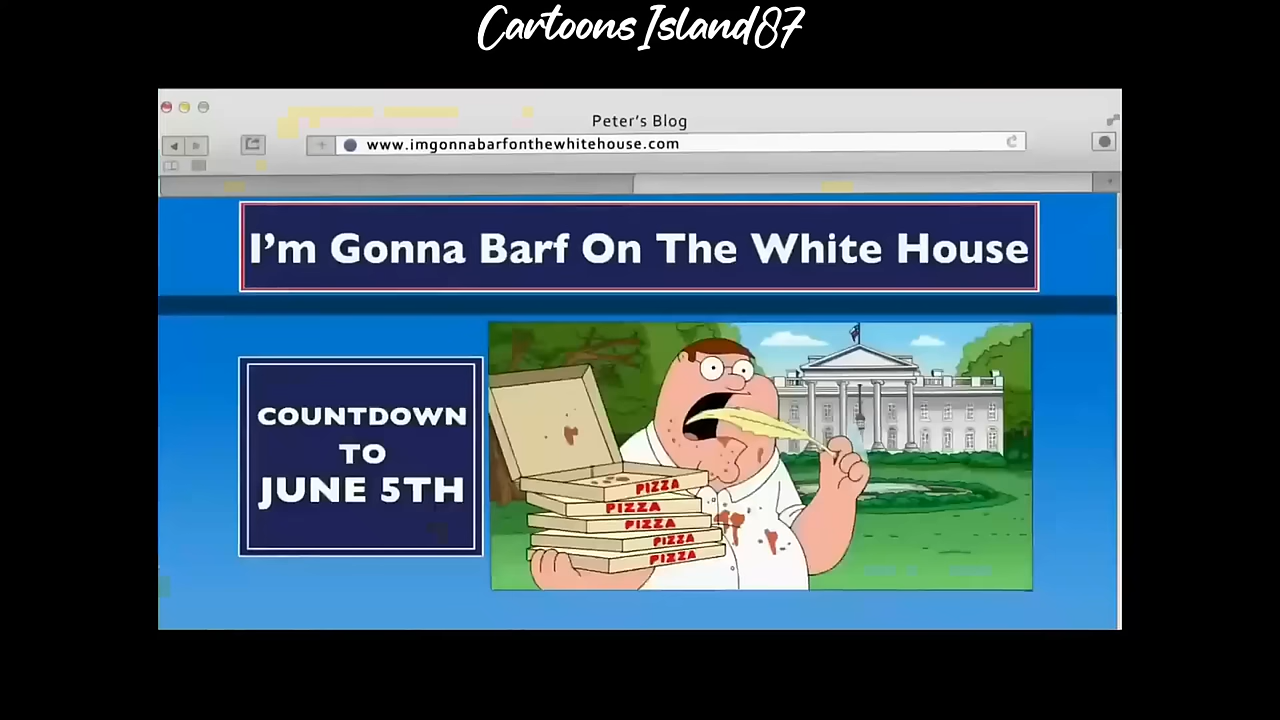 Cartoons Island87
Peter's Blog
www.imgonnabarfonthewhitehouse.com
I'm Gonna Barf On The White House
COUNTDOWN
TO
JUNE 5TH
PIZZA
PIZZA
PIZZA
PIZZA
PIZZA